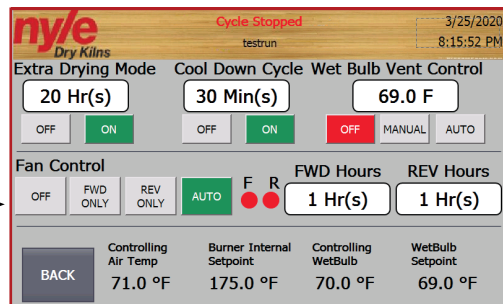 nyle
Dry Kilns
Cycle Stopped
testrun
3/25/2020
8:15:52 PM
Extra Drying Mode Cool Down Cycle Wet Bulb Vent Control
20 Hr(s) 30 Min(s) 69.0 F
OFF ON OFF ON OFF MANUAL AUTO
Fan Control
F R FWD Hours REV Hours
OFF FWD ONLY REV ONLY AUTO 1 Hr(s) 1 Hr(s)
Controlling Burner Internal Controlling WetBulb
Air Temp Setpoint WetBulb Setpoint
BACK 71.0 °F 175.0 °F 70.0 °F 69.0 °F